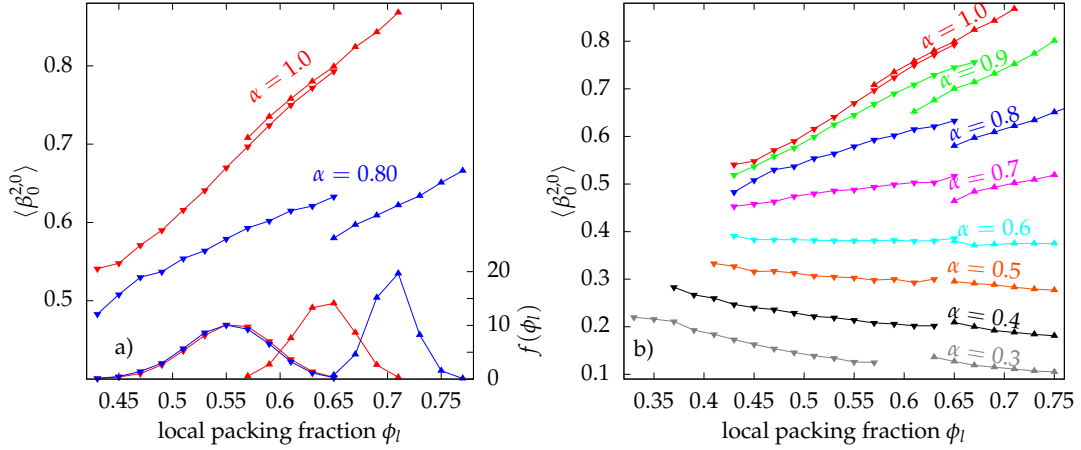 0.8
0.7
0.6
0.5
⟨β₀²·⁰⟩
α = 1.0
α = 0.80
a)
20
10
0
f(ϕ_l)
0.45 0.5 0.55 0.6 0.65 0.7 0.75
local packing fraction ϕ_l
0.8
0.7
0.6
0.5
0.4
0.3
0.2
0.1
⟨β₀²·⁰⟩
α = 1.0
α = 0.9
α = 0.8
α = 0.7
α = 0.6
α = 0.5
α = 0.4
α = 0.3
b)
0.35 0.4 0.45 0.5 0.55 0.6 0.65 0.7 0.75
local packing fraction ϕ_l